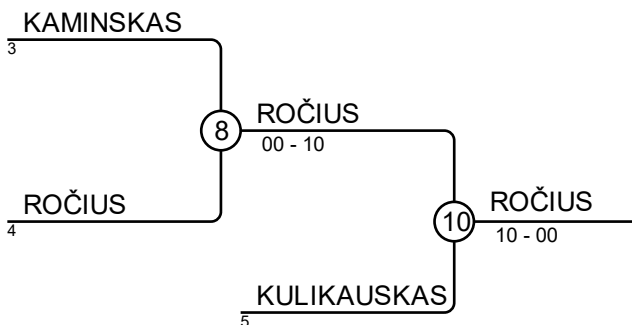 KAMINSKAS
3
8
ROČIUS
00 - 10
ROČIUS
4
10
ROČIUS
10 - 00
KULIKAUSKAS
5